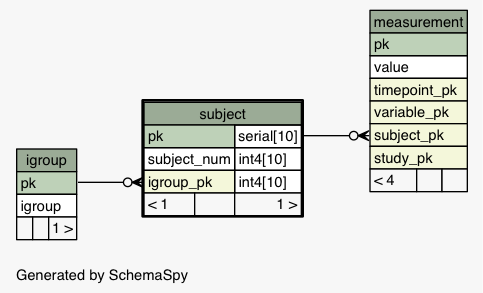 measurement
pk
value
timepoint_pk
variable_pk
subject_pk
study_pk
< 4
subject
pk serial[10]
subject_num int4[10]
igroup_pk int4[10]
< 1 1 >
igroup
pk
igroup
1 >
Generated by SchemaSpy